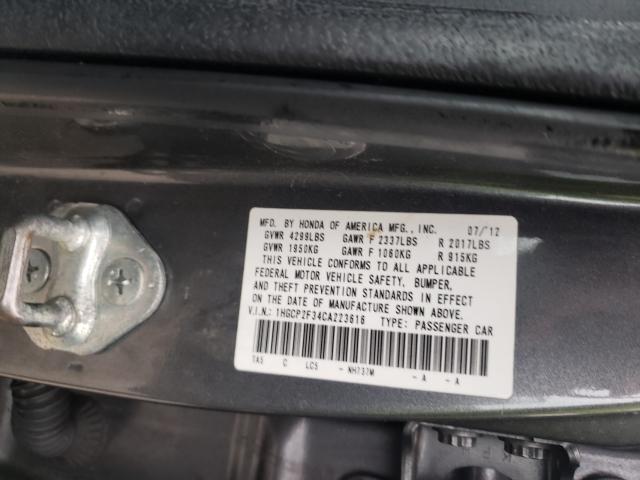 MFD. BY HONDA OF AMERICA MFG., INC. 07/12
GVWR 4299LBS GAWR F 2337LBS R 2017LBS
GVWR 1950KG GAWR F 1060KG R 915KG
THIS VEHICLE CONFORMS TO ALL APPLICABLE
FEDERAL MOTOR VEHICLE SAFETY, BUMPER,
AND THEFT PREVENTION STANDARDS IN EFFECT
ON THE DATE OF MANUFACTURE SHOWN ABOVE.
V.I.N.: 1HGCP2F34CA223616 TYPE: PASSENGER CAR
TA5 C LC5 - NH737M - A - A